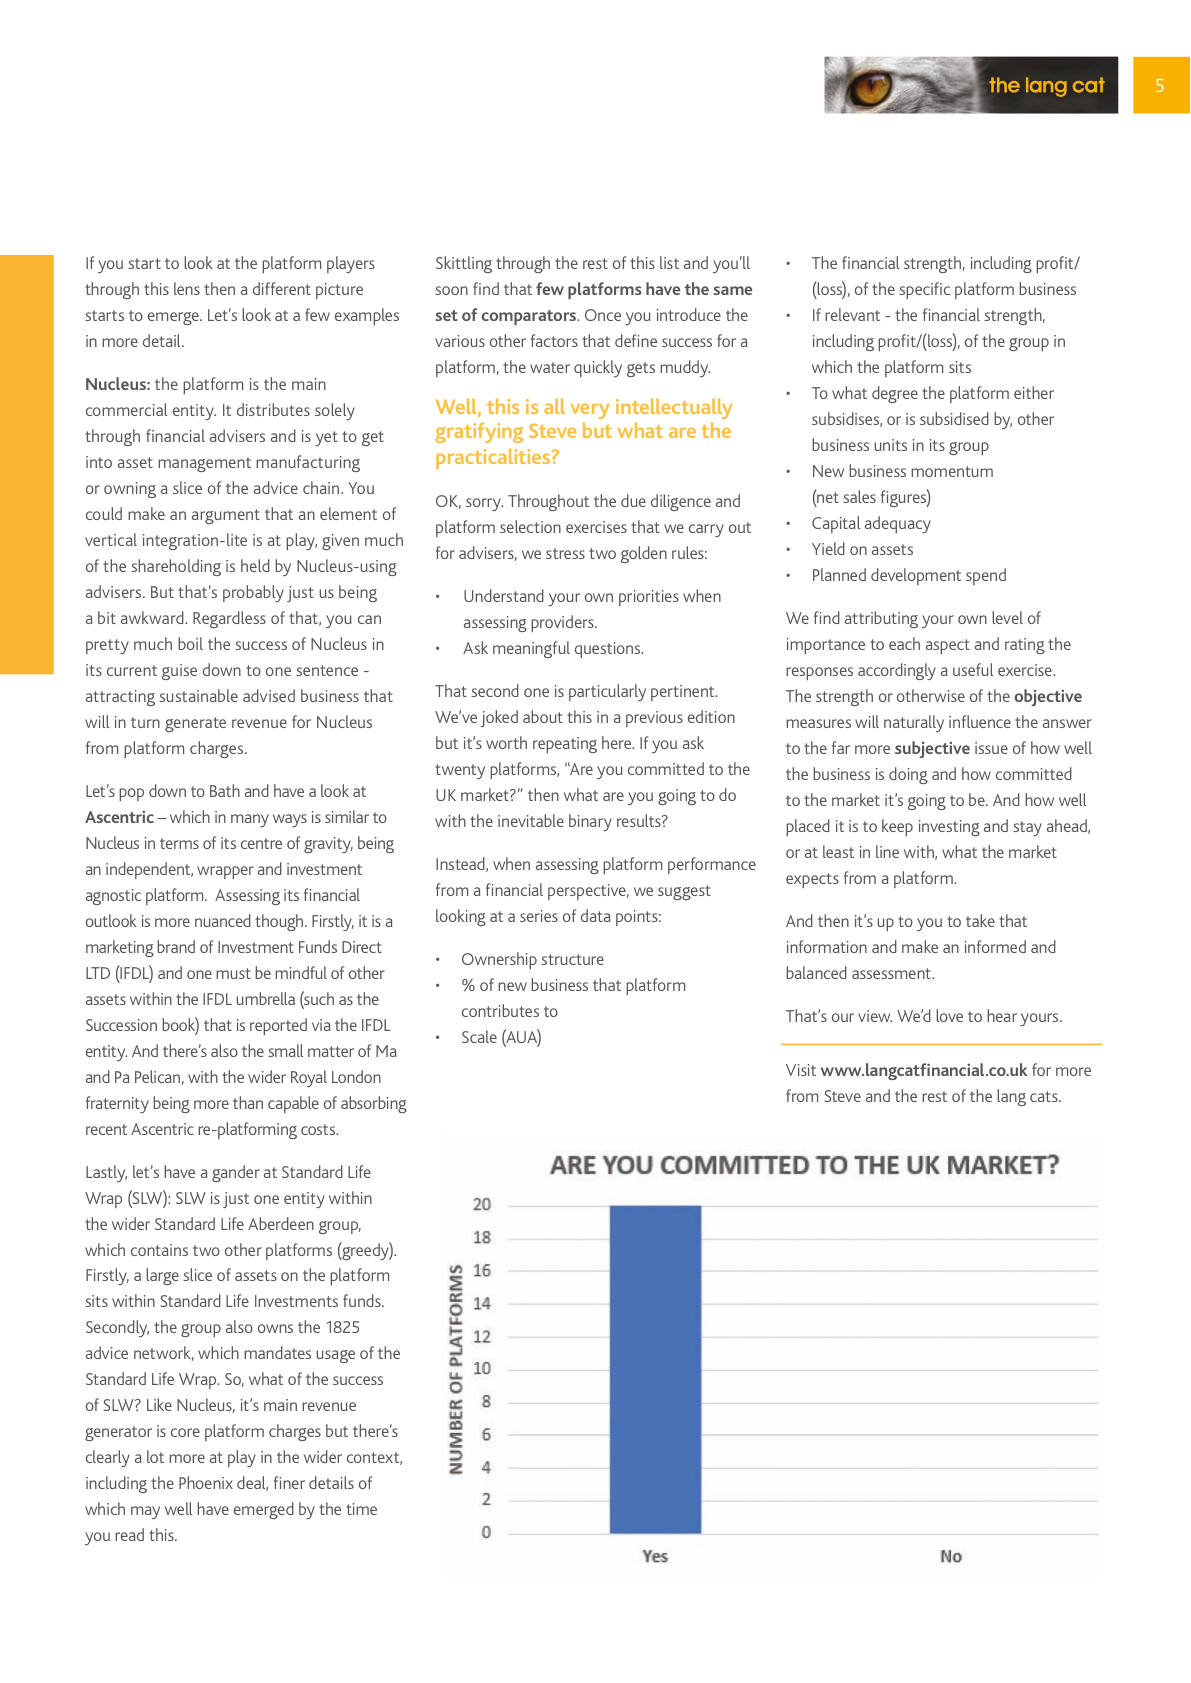 the lang cat
5
If you start to look at the platform players
through this lens then a different picture
starts to emerge. Let's look at a few examples
in more detail.
Nucleus: the platform is the main
commercial entity. It distributes solely
through financial advisers and is yet to get
into asset management manufacturing
or owning a slice of the advice chain. You
could make an argument that an element of
vertical integration-lite is at play, given much
of the shareholding is held by Nucleus-using
advisers. But that's probably just us being
a bit awkward. Regardless of that, you can
pretty much boil the success of Nucleus in
its current guise down to one sentence -
attracting sustainable advised business that
will in turn generate revenue for Nucleus
from platform charges.
Let's pop down to Bath and have a look at
Ascentric – which in many ways is similar to
Nucleus in terms of its centre of gravity, being
an independent, wrapper and investment
agnostic platform.  Assessing its financial
outlook is more nuanced though. Firstly, it is a
marketing brand of Investment Funds Direct
LTD (IFDL) and one must be mindful of other
assets within the IFDL umbrella (such as the
Succession book) that is reported via the IFDL
entity. And there's also the small matter of Ma
and Pa Pelican, with the wider Royal London
fraternity being more than capable of absorbing
recent Ascentric re-platforming costs.
Lastly, let's have a gander at Standard Life
Wrap (SLW): SLW is just one entity within
the wider Standard Life Aberdeen group,
which contains two other platforms (greedy).
Firstly, a large slice of assets on the platform
sits within Standard Life Investments funds.
Secondly, the group also owns the 1825
advice network, which mandates usage of the
Standard Life Wrap. So, what of the success
of SLW? Like Nucleus, it's main revenue
generator is core platform charges but there's
clearly a lot more at play in the wider context,
including the Phoenix deal, finer details of
which may well have emerged by the time
you read this.
Skittling through the rest of this list and you'll
soon find that few platforms have the same
set of comparators. Once you introduce the
various other factors that define success for a
platform, the water quickly gets muddy.
Well, this is all very intellectually
gratifying Steve but what are the
practicalities?
OK, sorry. Throughout the due diligence and
platform selection exercises that we carry out
for advisers, we stress two golden rules:
• Understand your own priorities when
assessing providers.
• Ask meaningful questions.
That second one is particularly pertinent.
We've joked about this in a previous edition
but it's worth repeating here. If you ask
twenty platforms, "Are you committed to the
UK market?" then what are you going to do
with the inevitable binary results?
Instead, when assessing platform performance
from a financial perspective, we suggest
looking at a series of data points:
• Ownership structure
• % of new business that platform
contributes to
• Scale (AUA)
• The financial strength, including profit/
(loss), of the specific platform business
• If relevant - the financial strength,
including profit/(loss), of the group in
which the platform sits
• To what degree the platform either
subsidises, or is subsidised by, other
business units in its group
• New business momentum
(net sales figures)
• Capital adequacy
• Yield on assets
• Planned development spend
We find attributing your own level of
importance to each aspect and rating the
responses accordingly a useful exercise.
The strength or otherwise of the objective
measures will naturally influence the answer
to the far more subjective issue of how well
the business is doing and how committed
to the market it's going to be. And how well
placed it is to keep investing and stay ahead,
or at least in line with, what the market
expects from a platform.
And then it's up to you to take that
information and make an informed and
balanced assessment.
That's our view. We'd love to hear yours.
Visit www.langcatfinancial.co.uk for more
from Steve and the rest of the lang cats.
ARE YOU COMMITTED TO THE UK MARKET?
NUMBER OF PLATFORMS
20
18
16
14
12
10
8
6
4
2
0
Yes
No